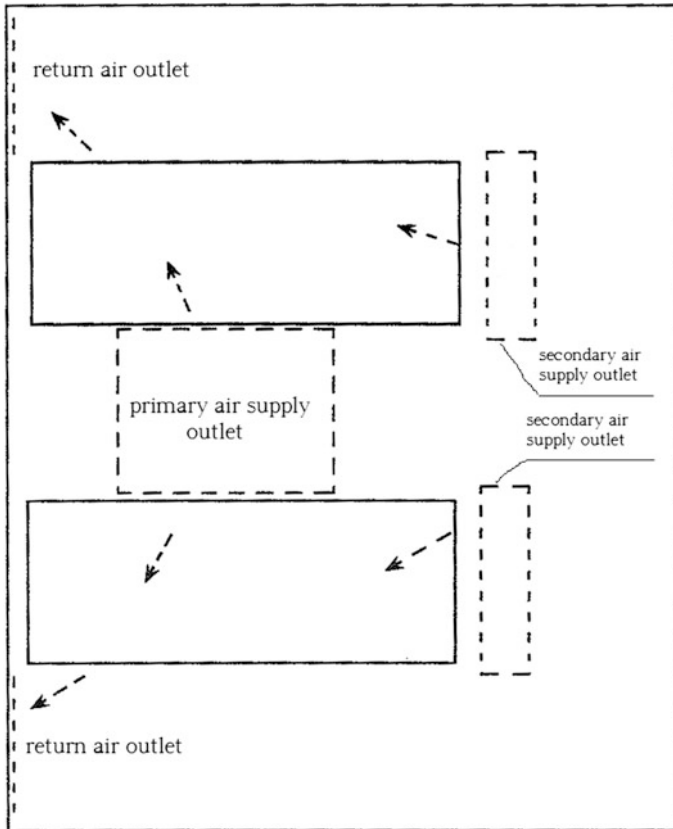 return air outlet
secondary air
supply outlet
primary air supply
outlet
secondary air
supply outlet
return air outlet